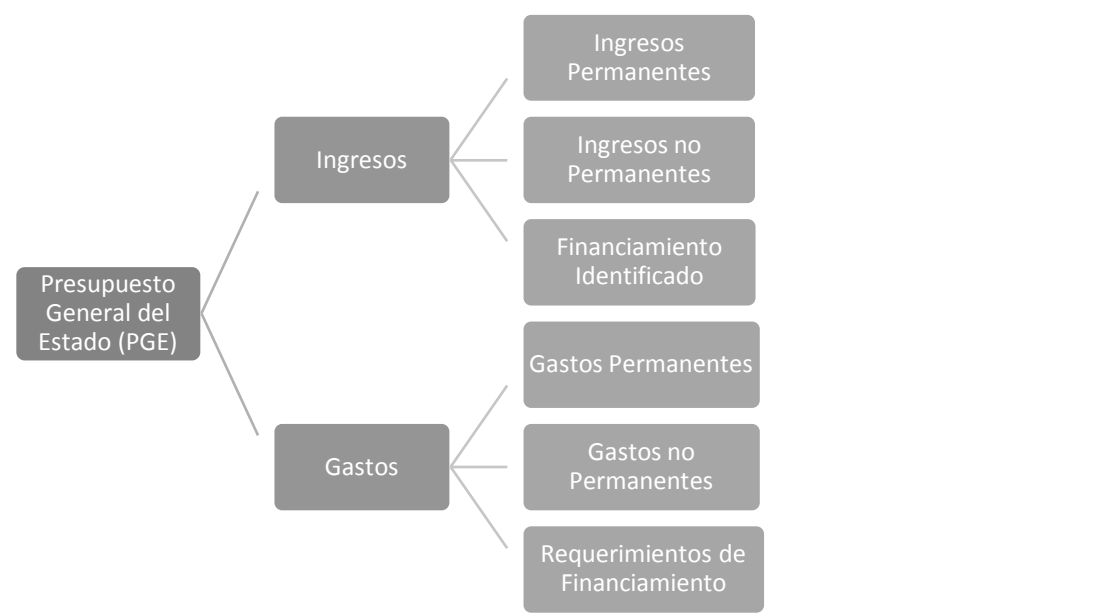 Presupuesto
General del
Estado (PGE)
Ingresos
Ingresos
Permanentes
Ingresos no
Permanentes
Financiamiento
Identificado
Gastos
Gastos Permanentes
Gastos no
Permanentes
Requerimientos de
Financiamiento